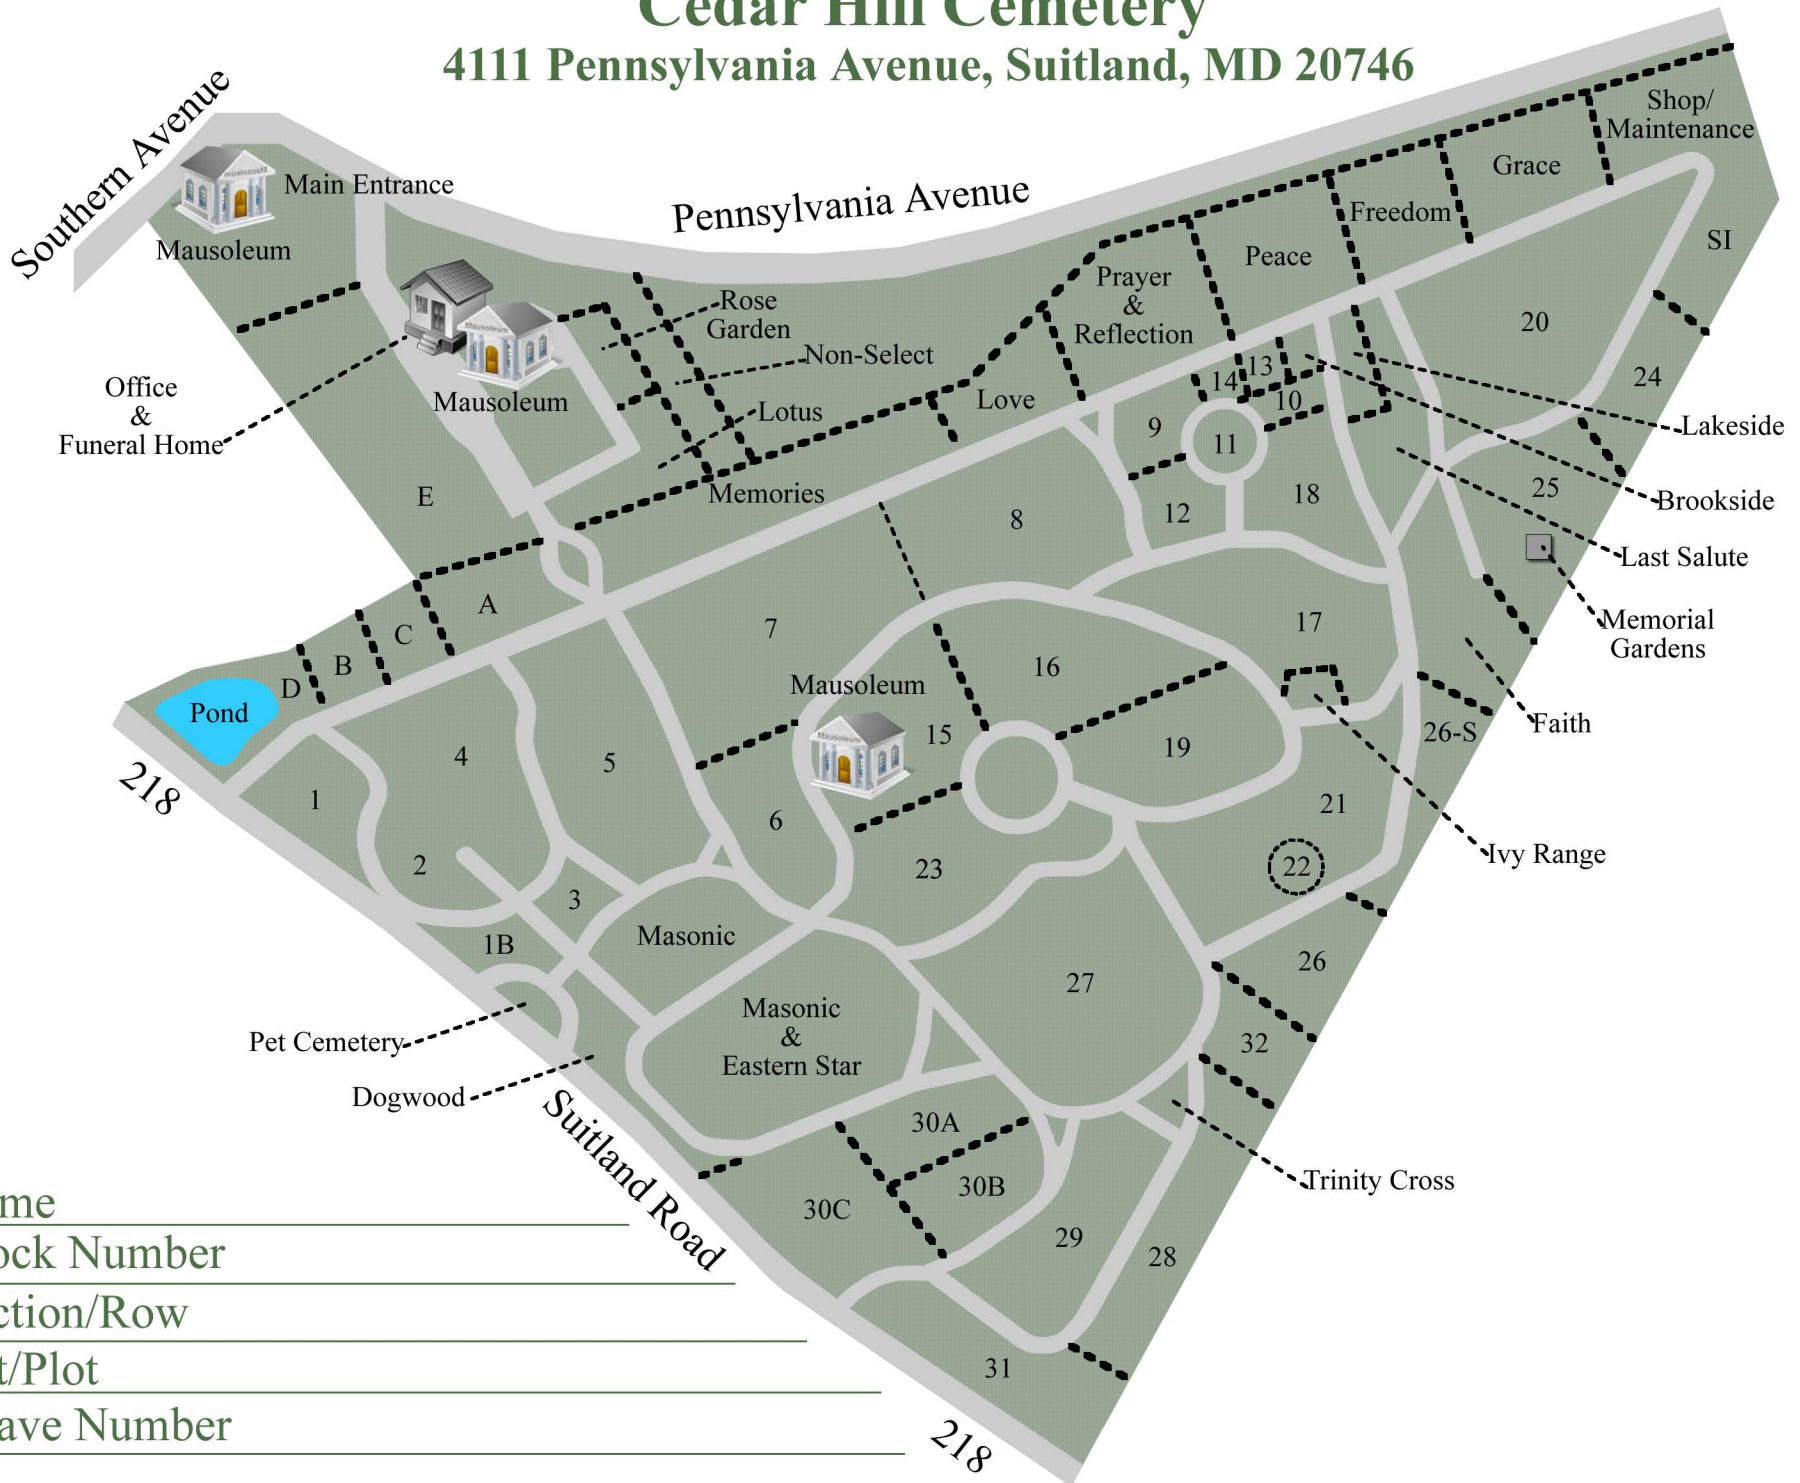 Cedar Hill Cemetery
4111 Pennsylvania Avenue, Suitland, MD 20746
Southern Avenue
Mausoleum
Main Entrance
Mausoleum
Pennsylvania Avenue
Shop/
Maintenance
Grace
Freedom
Peace
Prayer
&
Reflection
SI
Rose
Garden
Non-Select
Lotus
Mausoleum
Mausoleum
Office
&
Funeral Home
Love
Memories
E
20
24
13
14
10
9
11
12
18
8
25
Lakeside
Brookside
Last Salute
Memorial
Gardens
Faith
A
C
B
D
Pond
7
16
17
Mausoleum
Mausoleum
15
19
26-S
21
22
Ivy Range
4
5
6
1
2
3
23
1B
Masonic
27
26
32
Masonic
&
Eastern Star
Pet Cemetery
Dogwood
218
Suitland Road
30A
30B
30C
29
28
Trinity Cross
31
218
me
ock Number
ction/Row
t/Plot
ave Number